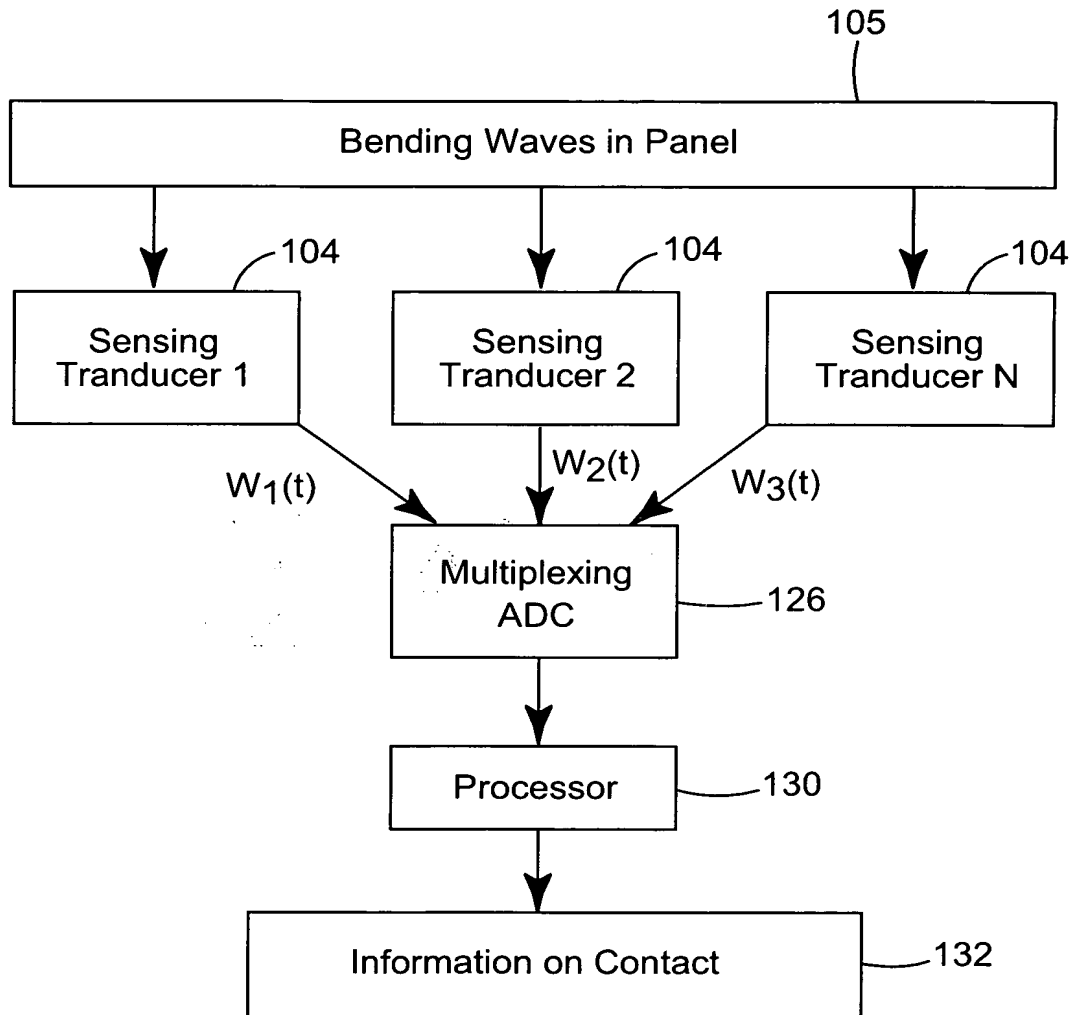 105
Bending Waves in Panel
104
104
104
Sensing
Tranducer 1
Sensing
Tranducer 2
Sensing
Tranducer N
W1(t)
W2(t)
W3(t)
Multiplexing
ADC
126
Processor
130
Information on Contact
132